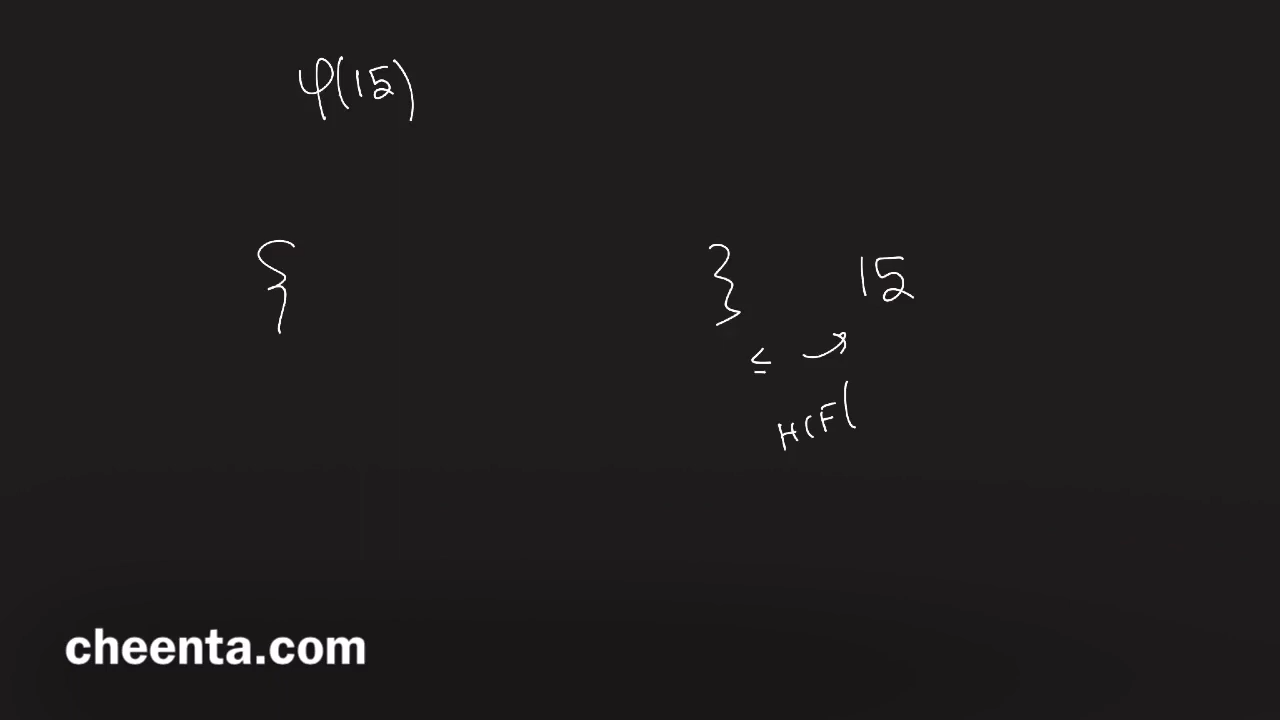 φ(15)
{ } 15
≤
HCF(
cheenta.com